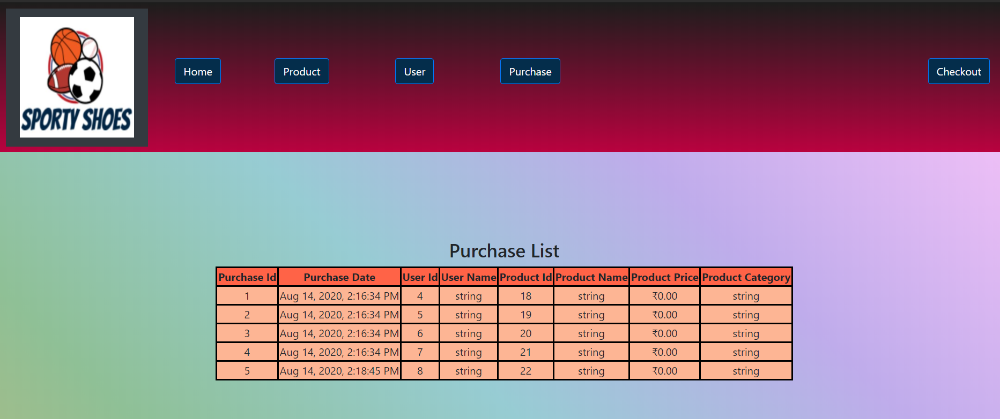 SPORTY SHOES
Home Product User Purchase Checkout
Purchase List
Purchase Id Purchase Date User Id User Name Product Id Product Name Product Price Product Category
1 Aug 14, 2020, 2:16:34 PM 4 string 18 string ₹0.00 string
2 Aug 14, 2020, 2:16:34 PM 5 string 19 string ₹0.00 string
3 Aug 14, 2020, 2:16:34 PM 6 string 20 string ₹0.00 string
4 Aug 14, 2020, 2:16:34 PM 7 string 21 string ₹0.00 string
5 Aug 14, 2020, 2:18:45 PM 8 string 22 string ₹0.00 string